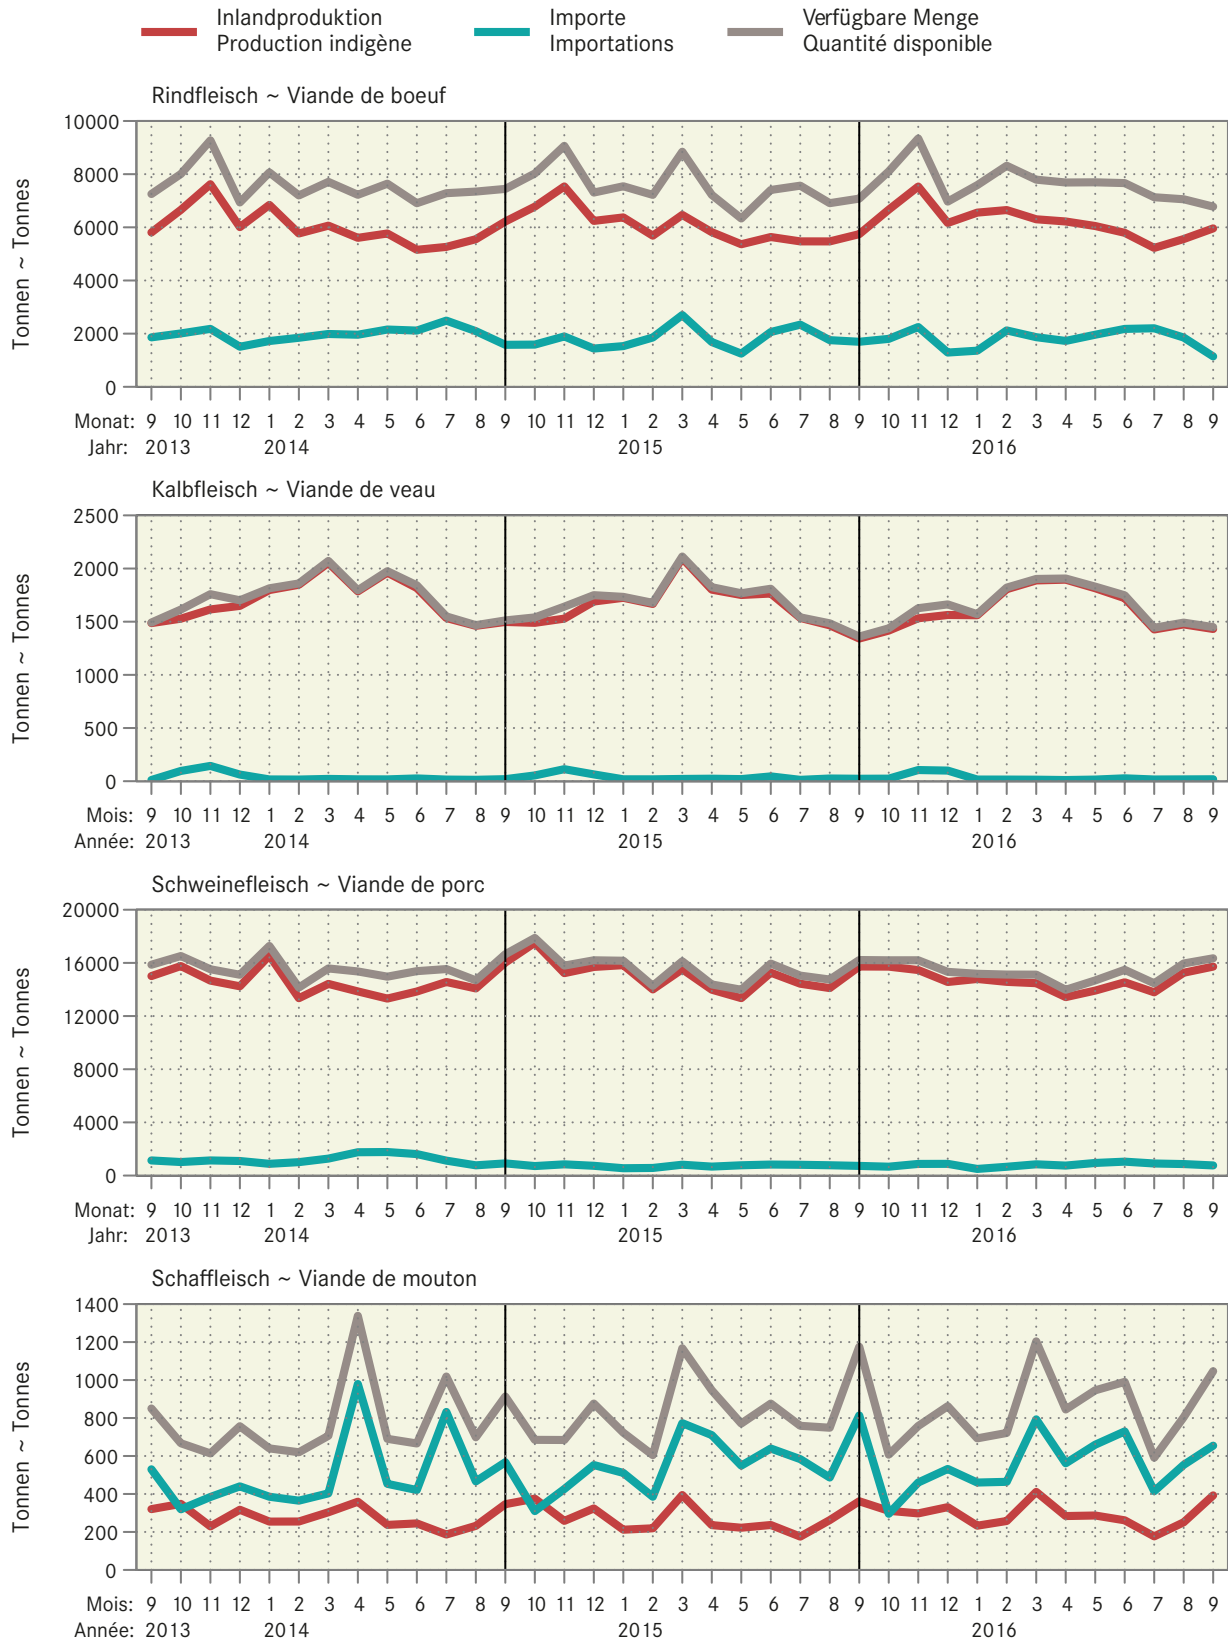 Inlandproduktion
Production indigène
Importe
Importations
Verfügbare Menge
Quantité disponible
Rindfleisch ~ Viande de boeuf
Tonnen ~ Tonnes
10000
8000
6000
4000
2000
0
Monat: 9 10 11 12 1 2 3 4 5 6 7 8 9 10 11 12 1 2 3 4 5 6 7 8 9 10 11 12 1 2 3 4 5 6 7 8 9
Jahr: 2013 2014 2015 2016
Kalbfleisch ~ Viande de veau
Tonnen ~ Tonnes
2500
2000
1500
1000
500
0
Mois: 9 10 11 12 1 2 3 4 5 6 7 8 9 10 11 12 1 2 3 4 5 6 7 8 9 10 11 12 1 2 3 4 5 6 7 8 9
Année: 2013 2014 2015 2016
Schweinefleisch ~ Viande de porc
Tonnen ~ Tonnes
20000
16000
12000
8000
4000
0
Monat: 9 10 11 12 1 2 3 4 5 6 7 8 9 10 11 12 1 2 3 4 5 6 7 8 9 10 11 12 1 2 3 4 5 6 7 8 9
Jahr: 2013 2014 2015 2016
Schaffleisch ~ Viande de mouton
Tonnen ~ Tonnes
1400
1200
1000
800
600
400
200
0
Mois: 9 10 11 12 1 2 3 4 5 6 7 8 9 10 11 12 1 2 3 4 5 6 7 8 9 10 11 12 1 2 3 4 5 6 7 8 9
Année: 2013 2014 2015 2016